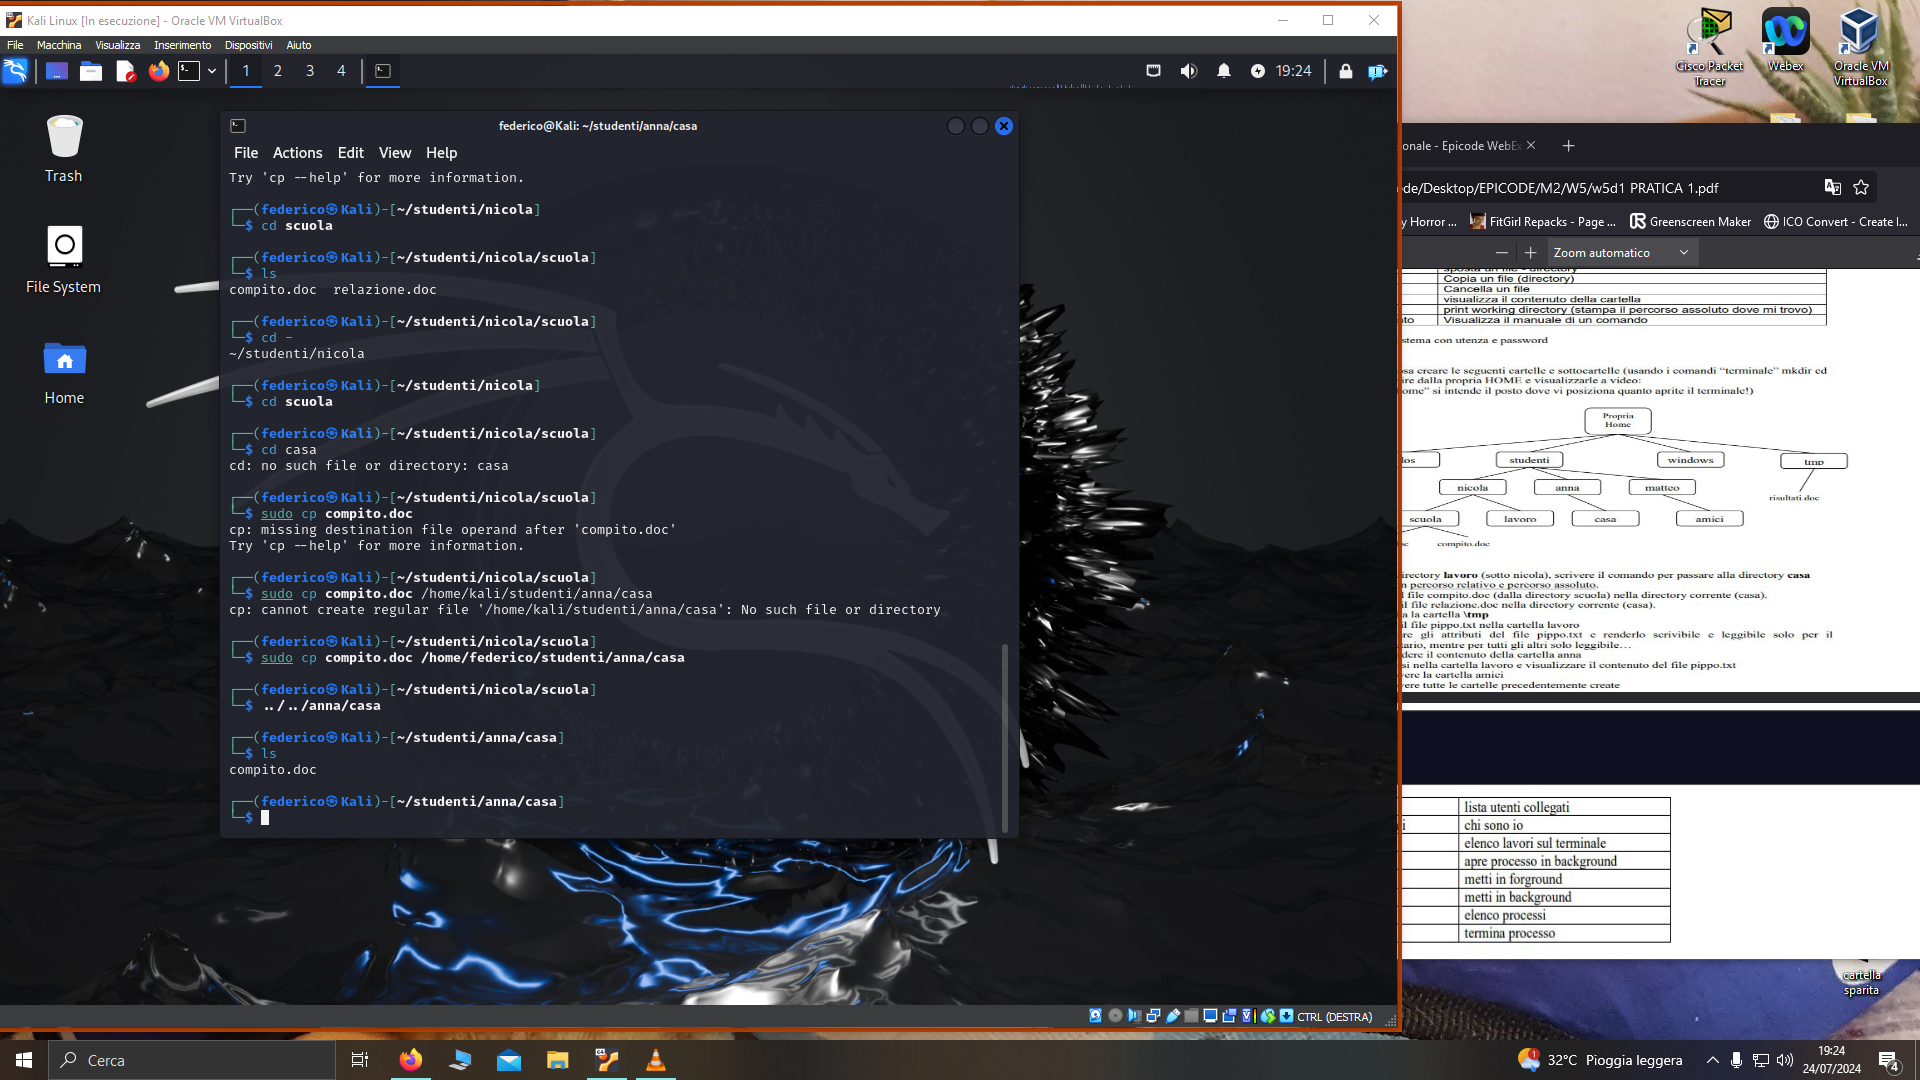 Kali Linux [In esecuzione] - Oracle VM VirtualBox
File Macchina Visualizza Inserimento Dispositivi Aiuto
1 2 3 4
19:24
Trash
File System
Home
federico@Kali: ~/studenti/anna/casa
File Actions Edit View Help
Try 'cp --help' for more information.
┌──(federico㉿Kali)-[~/studenti/nicola]
└─$ cd scuola
┌──(federico㉿Kali)-[~/studenti/nicola/scuola]
└─$ ls
compito.doc  relazione.doc
┌──(federico㉿Kali)-[~/studenti/nicola/scuola]
└─$ cd -
~/studenti/nicola
┌──(federico㉿Kali)-[~/studenti/nicola]
└─$ cd scuola
┌──(federico㉿Kali)-[~/studenti/nicola/scuola]
└─$ cd casa
cd: no such file or directory: casa
┌──(federico㉿Kali)-[~/studenti/nicola/scuola]
└─$ sudo cp compito.doc
cp: missing destination file operand after 'compito.doc'
Try 'cp --help' for more information.
┌──(federico㉿Kali)-[~/studenti/nicola/scuola]
└─$ sudo cp compito.doc /home/kali/studenti/anna/casa
cp: cannot create regular file '/home/kali/studenti/anna/casa': No such file or directory
┌──(federico㉿Kali)-[~/studenti/nicola/scuola]
└─$ sudo cp compito.doc /home/federico/studenti/anna/casa
┌──(federico㉿Kali)-[~/studenti/nicola/scuola]
└─$ ../../anna/casa
┌──(federico㉿Kali)-[~/studenti/anna/casa]
└─$ ls
compito.doc
┌──(federico㉿Kali)-[~/studenti/anna/casa]
└─$
CTRL (DESTRA)
Cisco Packet Tracer
Webex
Oracle VM VirtualBox
onale - Epicode WebEx
ode/Desktop/EPICODE/M2/W5/w5d1 PRATICA 1.pdf
y Horror ... FitGirl Repacks - Page ... Greenscreen Maker ICO Convert - Create I...
Zoom automatico
sposta un file - directory
Copia un file (directory)
Cancella un file
visualizza il contenuto della cartella
print working directory (stampa il percorso assoluto dove mi trovo)
nto Visualizza il manuale di un comando
stema con utenza e password
osa creare le seguenti cartelle e sottocartelle (usando i comandi “terminale” mkdir cd
ire dalla propria HOME e visualizzarle a video:
ome” si intende il posto dove vi posiziona quanto aprite il terminale!)
Propria Home
los studenti windows tmp
nicola anna matteo risultati.doc
scuola lavoro casa amici
oc compito.doc
irectory lavoro (sotto nicola), scrivere il comando per passare alla directory casa
n percorso relativo e percorso assoluto.
l file compito.doc (dalla directory scuola) nella directory corrente (casa).
il file relazione.doc nella directory corrente (casa).
a la cartella \tmp
il file pippo.txt nella cartella lavoro
re gli attributi del file pippo.txt e renderlo scrivibile e leggibile solo per il
tario, mentre per tutti gli altri solo leggibile…
dere il contenuto della cartella anna
si nella cartella lavoro e visualizzare il contenuto del file pippo.txt
vere la cartella amici
vere tutte le cartelle precedentemente create
lista utenti collegati
i chi sono io
elenco lavori sul terminale
apre processo in background
metti in forground
metti in background
elenco processi
termina processo
cartella sparita
Cerca
1
32°C Pioggia leggera
19:24
24/07/2024
4